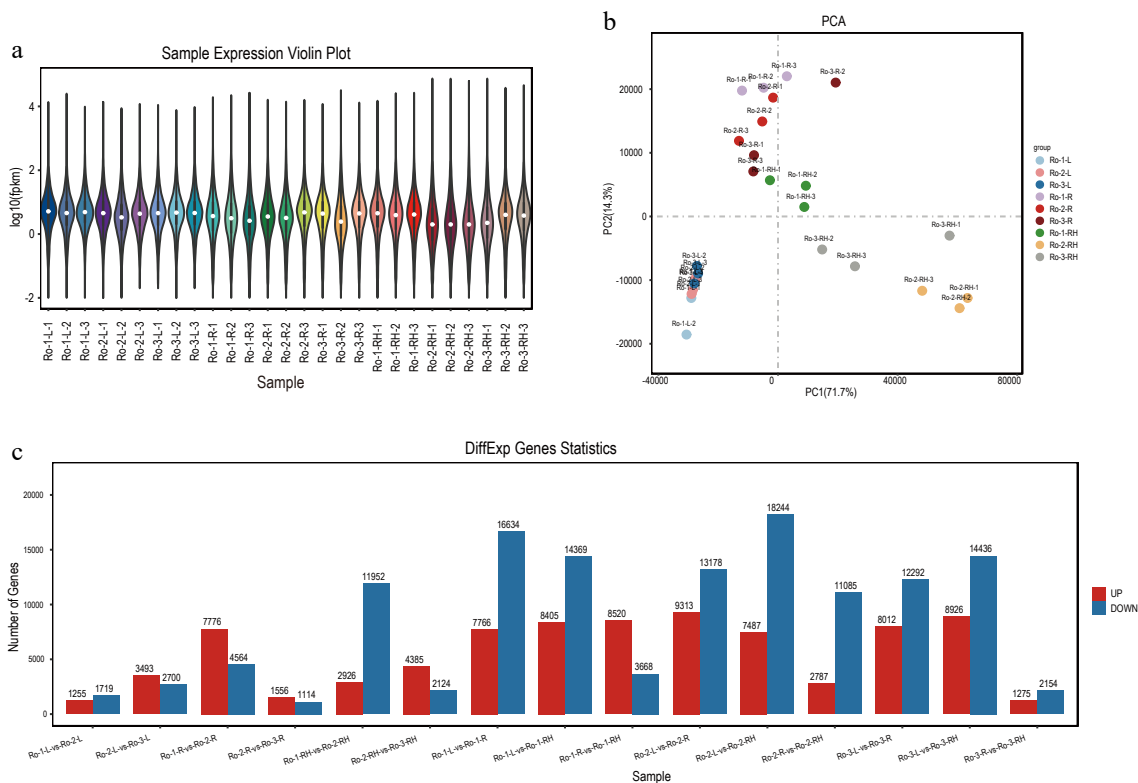 a
Sample Expression Violin Plot
log10(fpkm)
4
2
0
-2
Ro-1-L-1
Ro-1-L-2
Ro-1-L-3
Ro-2-L-1
Ro-2-L-2
Ro-2-L-3
Ro-3-L-1
Ro-3-L-2
Ro-3-L-3
Ro-1-R-1
Ro-1-R-2
Ro-1-R-3
Ro-2-R-1
Ro-2-R-2
Ro-2-R-3
Ro-3-R-1
Ro-3-R-2
Ro-3-R-3
Ro-1-RH-1
Ro-1-RH-2
Ro-1-RH-3
Ro-2-RH-1
Ro-2-RH-2
Ro-2-RH-3
Ro-3-RH-1
Ro-3-RH-2
Ro-3-RH-3
Sample
b
PCA
PC2(14.3%)
20000
10000
0
-10000
-20000
Ro-1-R-3
Ro-1-R-2
Ro-1-R-1
Ro-3-R-2
Ro-2-R-1
Ro-2-R-2
Ro-2-R-3
Ro-3-R-1
Ro-3-R-3
Ro-1-RH-1
Ro-1-RH-2
Ro-1-RH-3
Ro-3-RH-1
Ro-3-RH-2
Ro-3-RH-3
Ro-3-L-2
Ro-2-RH-3
Ro-2-RH-1
Ro-2-RH-2
Ro-1-L-2
-40000
0
40000
80000
PC1(71.7%)
group
Ro-1-L
Ro-2-L
Ro-3-L
Ro-1-R
Ro-2-R
Ro-3-R
Ro-1-RH
Ro-2-RH
Ro-3-RH
c
DiffExp Genes Statistics
Number of Genes
20000
15000
10000
5000
0
1255 1719
3493 2700
7776 4564
1556 1114
2926 11952
4385 2124
7766 16634
8405 14369
8520 3668
9313 13178
7487 18244
2787 11085
8012 12292
8926 14436
1275 2154
UP
DOWN
Ro-1-L-vs-Ro-2-L
Ro-2-L-vs-Ro-3-L
Ro-1-R-vs-Ro-2-R
Ro-2-R-vs-Ro-3-R
Ro-1-RH-vs-Ro-2-RH
Ro-2-RH-vs-Ro-3-RH
Ro-1-L-vs-Ro-1-R
Ro-1-L-vs-Ro-1-RH
Ro-1-R-vs-Ro-1-RH
Ro-2-L-vs-Ro-2-R
Ro-2-L-vs-Ro-2-RH
Ro-2-R-vs-Ro-2-RH
Ro-3-L-vs-Ro-3-R
Ro-3-L-vs-Ro-3-RH
Ro-3-R-vs-Ro-3-RH
Sample